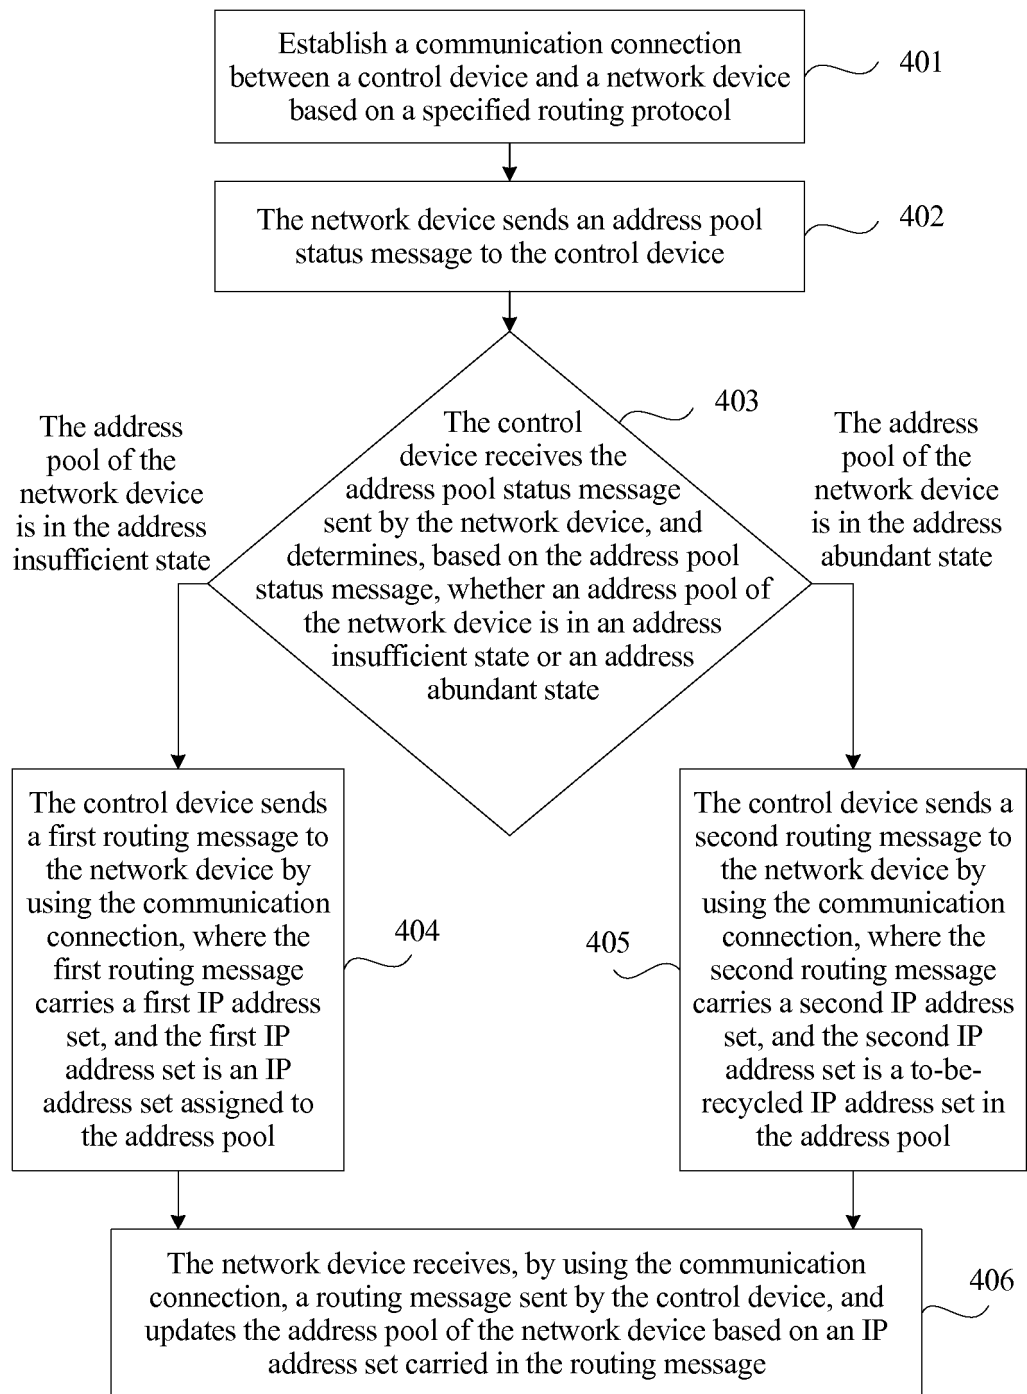 Establish a communication connection
between a control device and a network device
based on a specified routing protocol
401
The network device sends an address pool
status message to the control device
402
The control
device receives the
address pool status message
sent by the network device, and
determines, based on the address pool
status message, whether an address pool of
the network device is in an address
insufficient state or an address
abundant state
403
The address
pool of the
network device
is in the address
insufficient state
The address
pool of the
network device
is in the address
abundant state
The control device sends
a first routing message to
the network device by
using the communication
connection, where the
first routing message
carries a first IP address
set, and the first IP
address set is an IP
address set assigned to
the address pool
404
The control device sends a
second routing message to
the network device by
using the communication
connection, where the
second routing message
carries a second IP address
set, and the second IP
address set is a to-be-
recycled IP address set in
the address pool
405
The network device receives, by using the communication
connection, a routing message sent by the control device, and
updates the address pool of the network device based on an IP
address set carried in the routing message
406